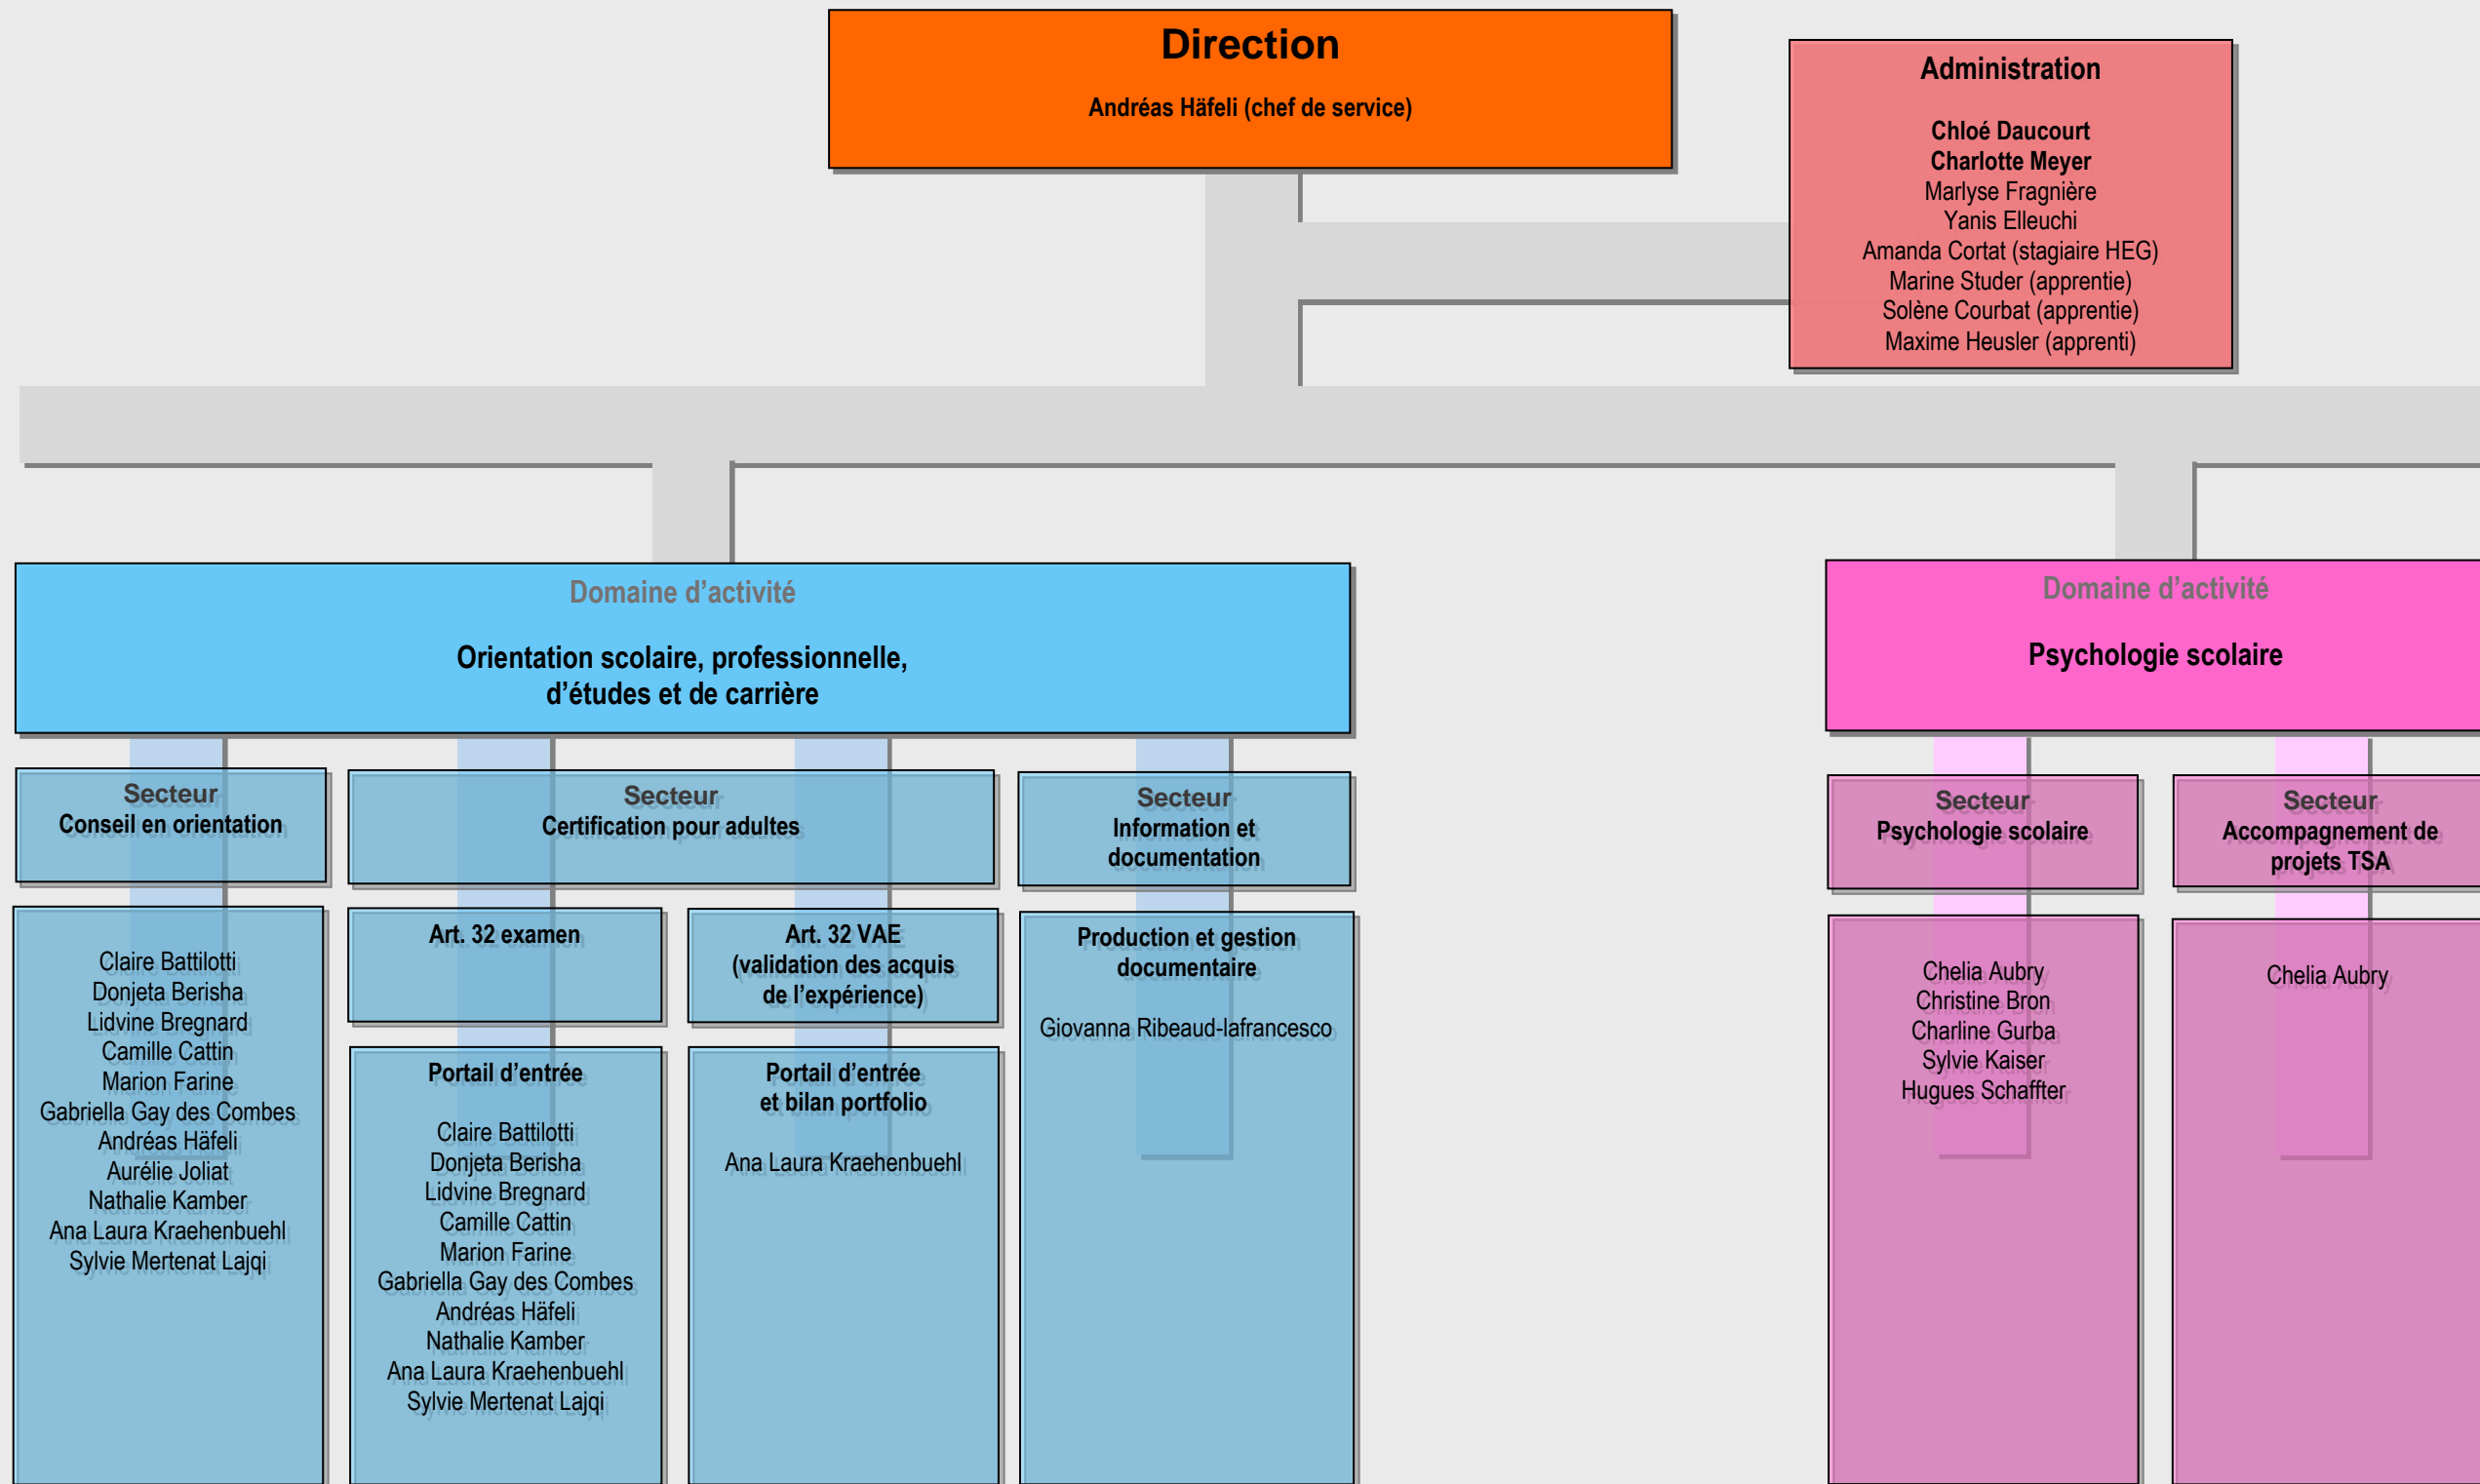 Direction
Andréas Häfeli (chef de service)
Administration
Chloé Daucourt
Charlotte Meyer
Marlyse Fragnière
Yanis Elleuchi
Amanda Cortat (stagiaire HEG)
Marine Studer (apprentie)
Solène Courbat (apprentie)
Maxime Heusler (apprenti)
Domaine d’activité
Orientation scolaire, professionnelle,
d’études et de carrière
Secteur
Conseil en orientation
Claire Battilotti
Donjeta Berisha
Lidvine Bregnard
Camille Cattin
Marion Farine
Gabriella Gay des Combes
Andréas Häfeli
Aurélie Joliat
Nathalie Kamber
Ana Laura Kraehenbuehl
Sylvie Mertenat Lajqi
Secteur
Certification pour adultes
Art. 32 examen
Portail d’entrée
Claire Battilotti
Donjeta Berisha
Lidvine Bregnard
Camille Cattin
Marion Farine
Gabriella Gay des Combes
Andréas Häfeli
Nathalie Kamber
Ana Laura Kraehenbuehl
Sylvie Mertenat Lajqi
Art. 32 VAE
(validation des acquis
de l’expérience)
Portail d’entrée
et bilan portfolio
Ana Laura Kraehenbuehl
Secteur
Information et
documentation
Production et gestion
documentaire
Giovanna Ribeaud-Iafrancesco
Domaine d’activité
Psychologie scolaire
Secteur
Psychologie scolaire
Chelia Aubry
Christine Bron
Charline Gurba
Sylvie Kaiser
Hugues Schaffter
Secteur
Accompagnement de
projets TSA
Chelia Aubry